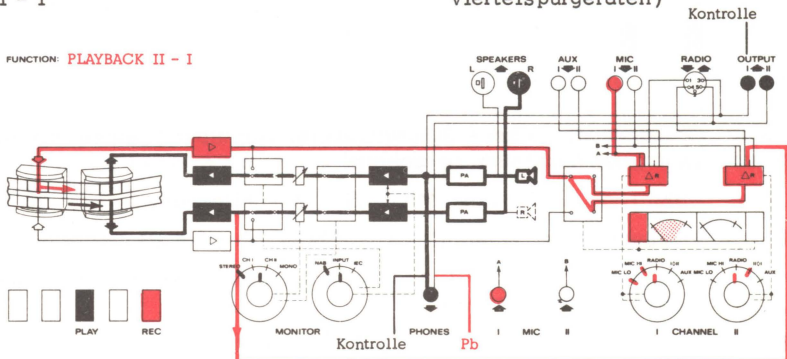 I - I
Viertelspurgeräten)
Kontrolle
FUNCTION: PLAYBACK II - I
SPEAKERS AUX MIC RADIO OUTPUT
L R I II I II I II
B
A
PA L
PA R
A B
STEREO CH I CH II MONO
NAB INPUT IEC
MIC LO MIC HI RADIO AUX
MIC LO MIC HI RADIO AUX
PLAY REC MONITOR PHONES I MIC II I CHANNEL II
Kontrolle Pb